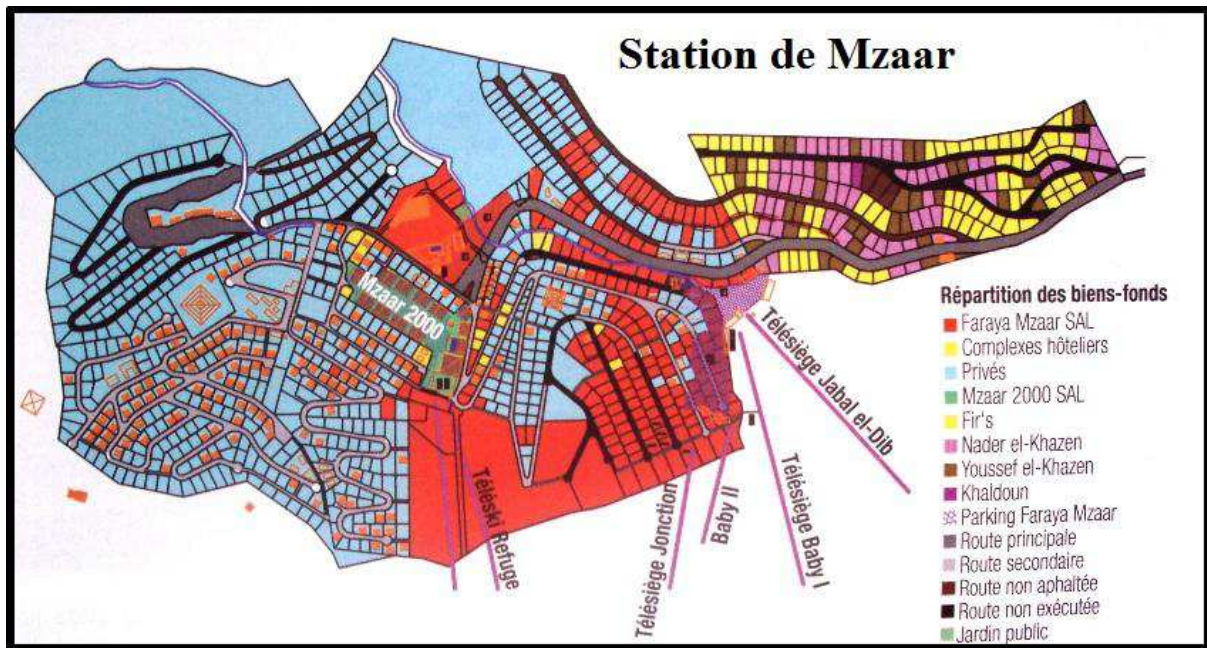 Station de Mzaar
Mzaar 2000
Répartition des biens-fonds
Faraya Mzaar SAL
Complexes hôteliers
Privés
Mzaar 2000 SAL
Fir's
Nader el-Khazen
Youssef el-Khazen
Khaldoun
Parking Faraya Mzaar
Route principale
Route secondaire
Route non aphaltée
Route non exécutée
Jardin public
Télésiège Jabal el-Dib
Télésiège Baby I
Baby II
Télésiège Jonction
Téléski Refuge